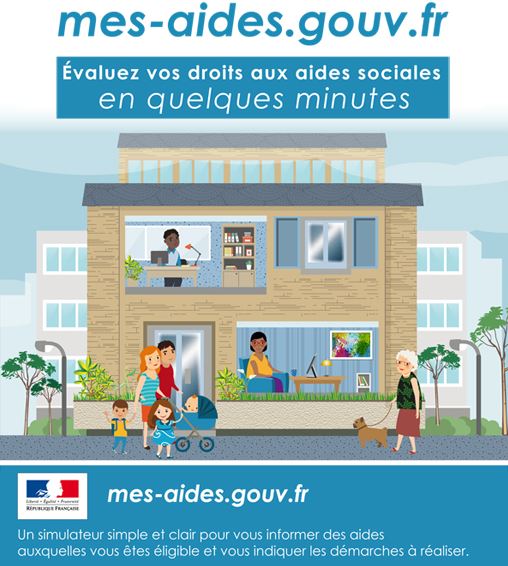 mes-aides.gouv.fr
Évaluez vos droits aux aides sociales
en quelques minutes
Liberté • Égalité • Fraternité
RÉPUBLIQUE FRANÇAISE
mes-aides.gouv.fr
Un simulateur simple et clair pour vous informer des aides
auxquelles vous êtes éligible et vous indiquer les démarches à réaliser.